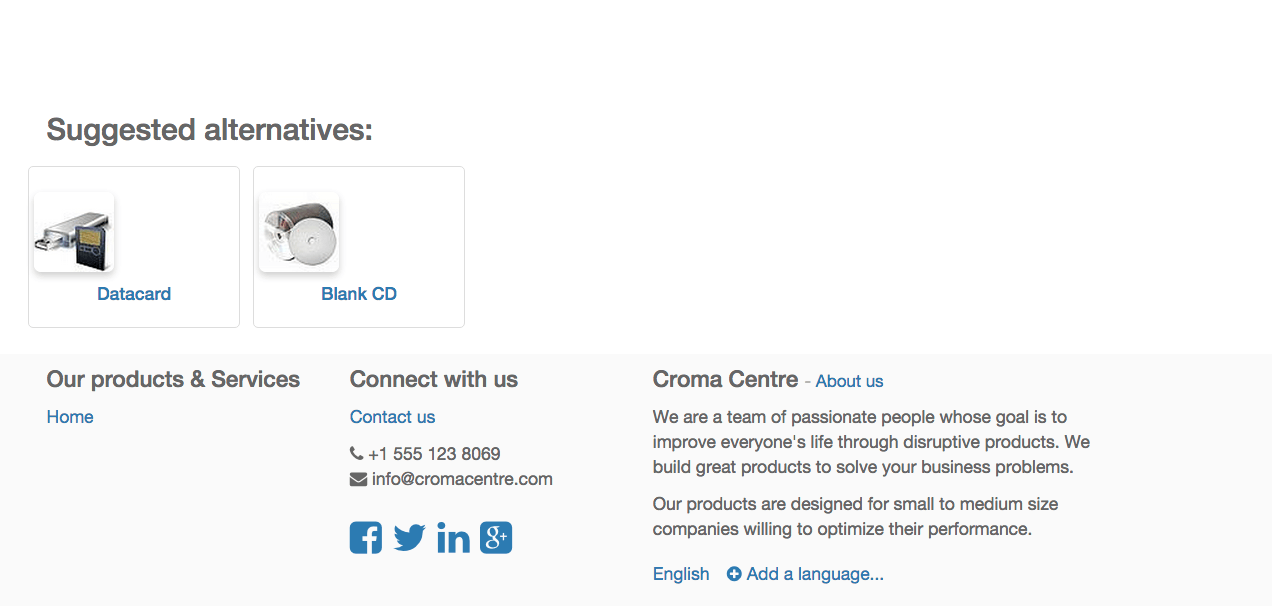 Suggested alternatives:
Datacard
Blank CD
Our products & Services
Home
Connect with us
Contact us
+1 555 123 8069
info@cromacentre.com
Croma Centre - About us
We are a team of passionate people whose goal is to
improve everyone's life through disruptive products. We
build great products to solve your business problems.
Our products are designed for small to medium size
companies willing to optimize their performance.
English Add a language...